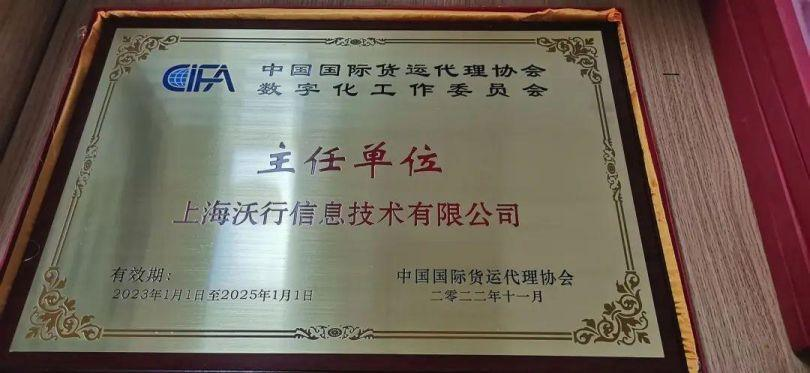 CIFA
中国国际货运代理协会
数字化工作委员会
主任单位
上海沃行信息技术有限公司
有效期:
2023年1月1日至2025年1月1日
中国国际货运代理协会
二零二二年十一月